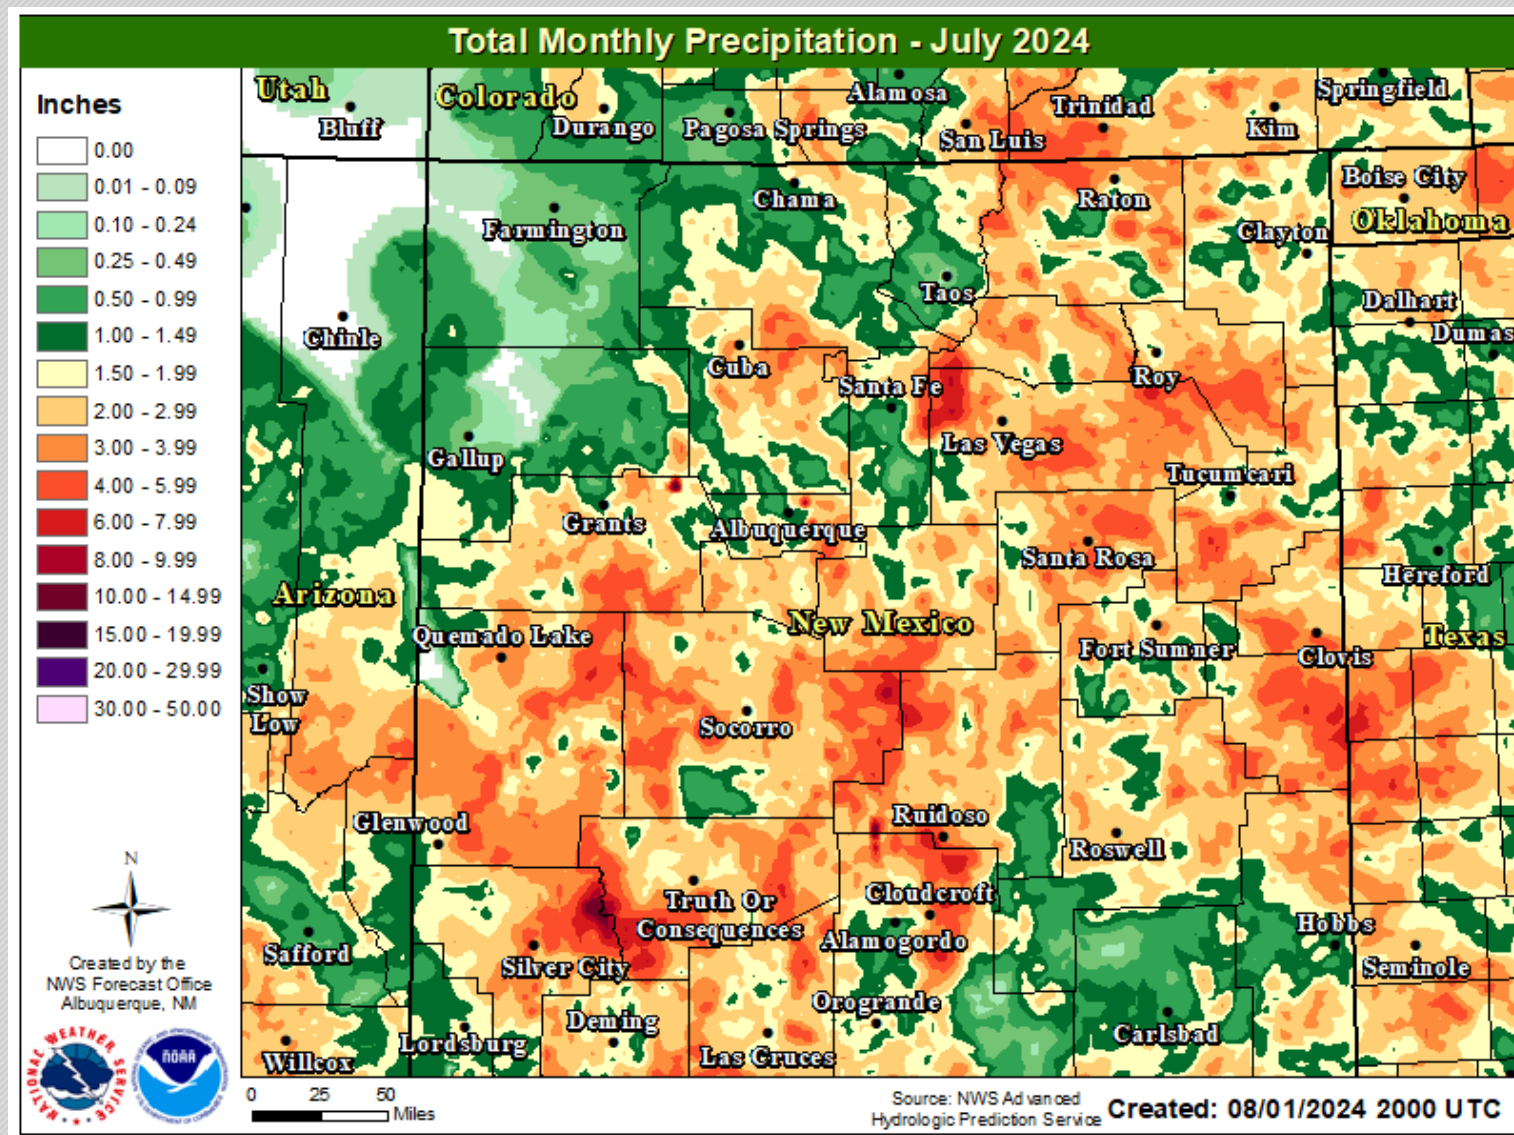 Total Monthly Precipitation - July 2024
Inches
0.00
0.01 - 0.09
0.10 - 0.24
0.25 - 0.49
0.50 - 0.99
1.00 - 1.49
1.50 - 1.99
2.00 - 2.99
3.00 - 3.99
4.00 - 5.99
6.00 - 7.99
8.00 - 9.99
10.00 - 14.99
15.00 - 19.99
20.00 - 29.99
30.00 - 50.00
N
Created by the
NWS Forecast Office
Albuquerque, NM
NATIONAL WEATHER SERVICE
NOAA
Utah
Colorado
Alamosa
Springfield
Bluff
Durango
Pagosa Springs
San Luis
Trinidad
Kim
Chama
Raton
Boise City
Oklahoma
Farmington
Clayton
Taos
Dalhart
Dumas
Chinle
Cuba
Santa Fe
Roy
Gallup
Las Vegas
Tucumcari
Grants
Albuquerque
Santa Rosa
Hereford
Arizona
New Mexico
Texas
Quemado Lake
Fort Sumner
Clovis
Show
Low
Socorro
Glenwood
Ruidoso
Roswell
Truth Or
Consequences
Cloudcroft
Alamogordo
Hobbs
Safford
Silver City
Seminole
Orogrande
Deming
Carlsbad
Lordsburg
Willcox
Las Cruces
0 25 50
Miles
Source: NWS Advanced
Hydrologic Prediction Service
Created: 08/01/2024 2000 UTC